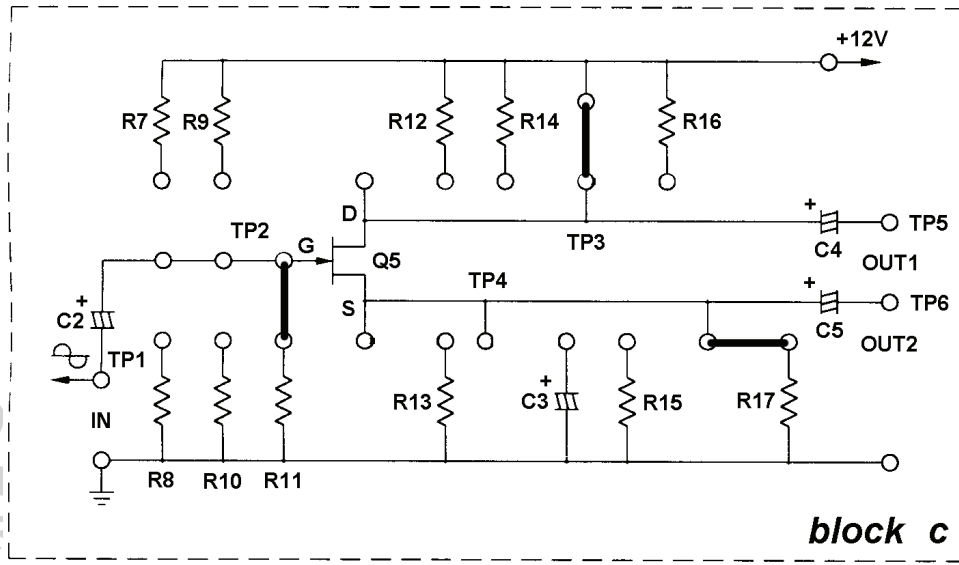 +12V
R7
R9
R12
R14
R16
D
TP2
G
Q5
TP3
+
C4
TP5
OUT1
TP4
S
+
C5
TP6
OUT2
+
C2
TP1
IN
R13
+
C3
R15
R17
R8
R10
R11
block c